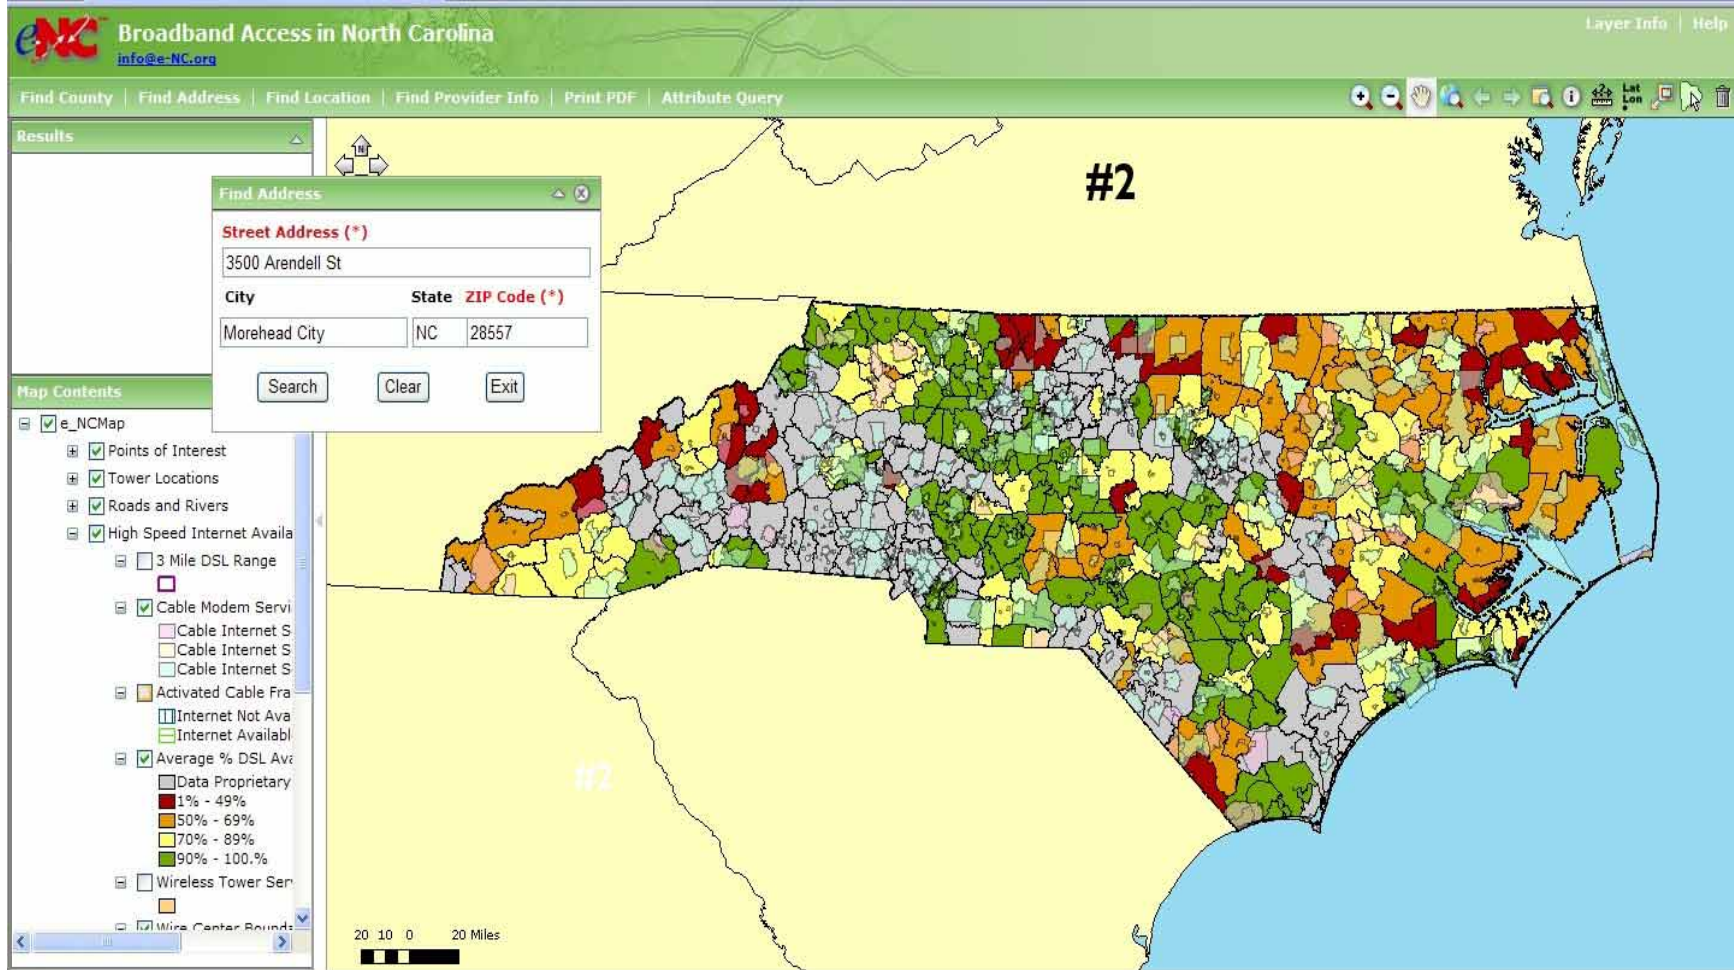 eNC
Broadband Access in North Carolina
info@e-NC.org
Layer Info | Help
Find County | Find Address | Find Location | Find Provider Info | Print PDF | Attribute Query
Lat
Lon
Results
N
#2
Find Address
Street Address (*)
3500 Arendell St
City State ZIP Code (*)
Morehead City NC 28557
Search Clear Exit
Map Contents
e_NCMap
Points of Interest
Tower Locations
Roads and Rivers
High Speed Internet Availa
3 Mile DSL Range
Cable Modem Servi
Cable Internet S
Cable Internet S
Cable Internet S
Activated Cable Fra
Internet Not Ava
Internet Availabl
Average % DSL Ava
Data Proprietary
1% - 49%
50% - 69%
70% - 89%
90% - 100.%
Wireless Tower Ser
Wire Center Bounda
#2
20 10 0 20 Miles